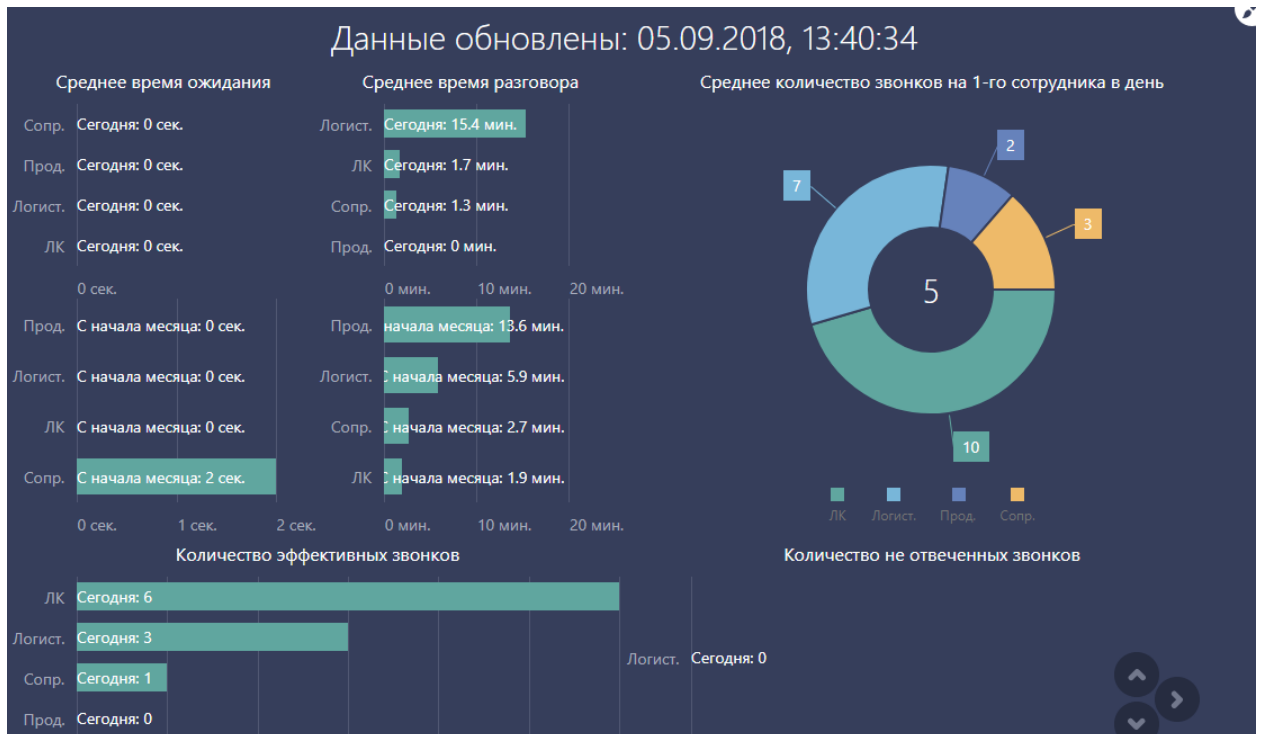 Данные обновлены: 05.09.2018, 13:40:34
Среднее время ожидания
Сопр. Сегодня: 0 сек.
Прод. Сегодня: 0 сек.
Логист. Сегодня: 0 сек.
ЛК Сегодня: 0 сек.
0 сек.
Прод. С начала месяца: 0 сек.
Логист. С начала месяца: 0 сек.
ЛК С начала месяца: 0 сек.
Сопр. С начала месяца: 2 сек.
0 сек. 1 сек. 2 сек.
Среднее время разговора
Логист. Сегодня: 15.4 мин.
ЛК Сегодня: 1.7 мин.
Сопр. Сегодня: 1.3 мин.
Прод. Сегодня: 0 мин.
0 мин. 10 мин. 20 мин.
Прод. начала месяца: 13.6 мин.
Логист. С начала месяца: 5.9 мин.
Сопр. С начала месяца: 2.7 мин.
ЛК С начала месяца: 1.9 мин.
0 мин. 10 мин. 20 мин.
Среднее количество звонков на 1-го сотрудника в день
2
7
3
5
10
ЛК Логист. Прод. Сопр.
Количество эффективных звонков
ЛК Сегодня: 6
Логист. Сегодня: 3
Сопр. Сегодня: 1
Прод. Сегодня: 0
Количество не отвеченных звонков
Логист. Сегодня: 0